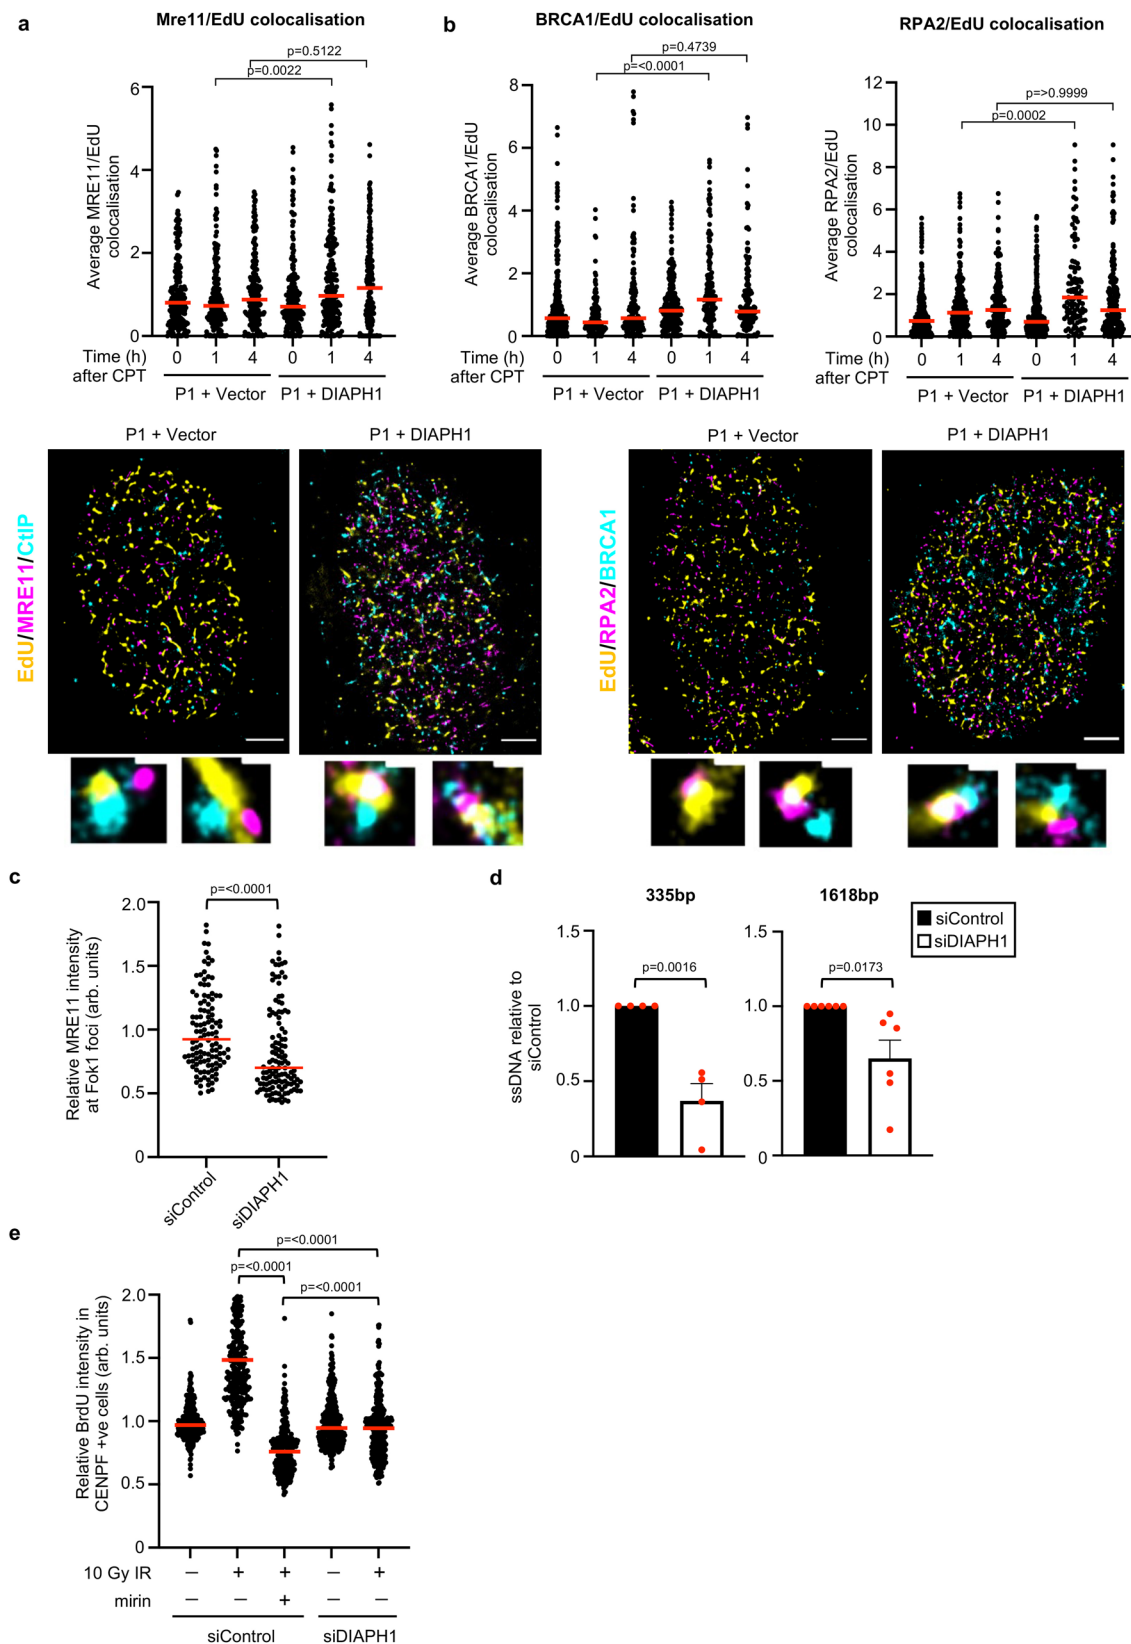 a
Mre11/EdU colocalisation
p=0.5122
p=0.0022
Average MRE11/EdU
colocalisation
6
4
2
0
Time (h)
after CPT
0 1 4 0 1 4
P1 + Vector P1 + DIAPH1
b
BRCA1/EdU colocalisation
p=0.4739
p=<0.0001
Average BRCA1/EdU
colocalisation
8
6
4
2
0
Time (h)
after CPT
0 1 4 0 1 4
P1 + Vector P1 + DIAPH1
RPA2/EdU colocalisation
p=>0.9999
p=0.0002
Average RPA2/EdU
colocalisation
12
10
8
6
4
2
0
Time (h)
after CPT
0 1 4 0 1 4
P1 + Vector P1 + DIAPH1
P1 + Vector P1 + DIAPH1
EdU/MRE11/CtIP
P1 + Vector P1 + DIAPH1
EdU/RPA2/BRCA1
c
p=<0.0001
Relative MRE11 intensity
at Fok1 foci (arb. units)
2.0
1.5
1.0
0.5
0
siControl
siDIAPH1
d
335bp
p=0.0016
ssDNA relative to
siControl
1.5
1.0
0.5
0
1618bp
p=0.0173
1.5
1.0
0.5
0
siControl
siDIAPH1
e
p=<0.0001
p=<0.0001
p=<0.0001
Relative BrdU intensity in
CENPF +ve cells (arb. units)
2.0
1.5
1.0
0.5
0
10 Gy IR − + + − +
mirin − − + − −
siControl siDIAPH1